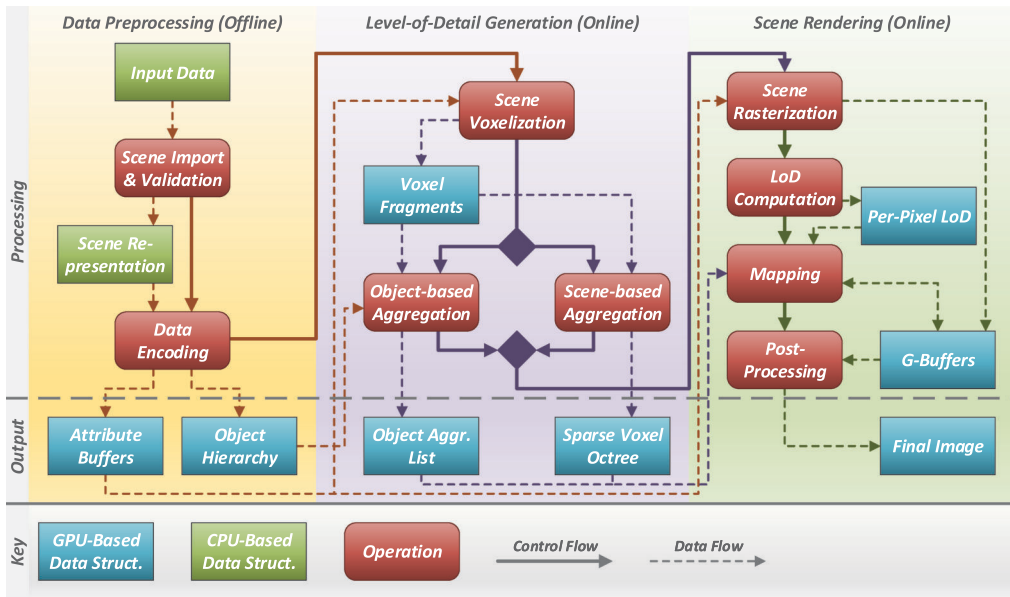 Data Preprocessing (Offline)
Level-of-Detail Generation (Online)
Scene Rendering (Online)
Processing
Input Data
Scene Import
& Validation
Scene Re-
presentation
Data
Encoding
Scene
Voxelization
Voxel
Fragments
Object-based
Aggregation
Scene-based
Aggregation
Scene
Rasterization
LoD
Computation
Per-Pixel LoD
Mapping
Post-
Processing
G-Buffers
Output
Attribute
Buffers
Object
Hierarchy
Object Aggr.
List
Sparse Voxel
Octree
Final Image
Key
GPU-Based
Data Struct.
CPU-Based
Data Struct.
Operation
Control Flow
Data Flow